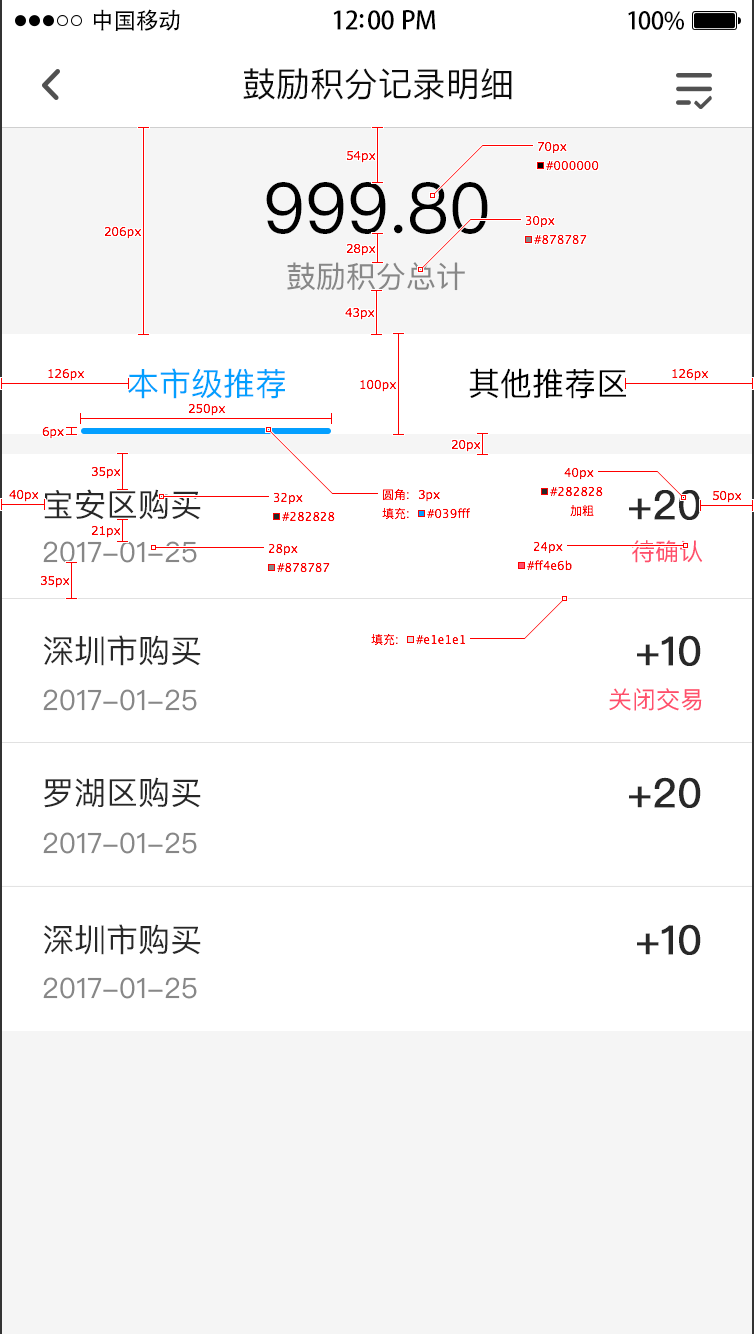 中国移动 12:00 PM 100%
鼓励积分记录明细
54px 70px
#000000
206px 999.80 30px
28px #878787
鼓励积分总计
43px
126px 本市级推荐 100px 其他推荐区 126px
250px
6px 20px
35px 40px
40px 宝安区购买 32px 圆角: 3px #282828 +20 50px
#282828 填充: #039fff 加粗
21px
2017-01-25 28px 24px 待确认
35px #878787 #ff4e6b
深圳市购买 填充: #e1e1e1 +10
2017-01-25 关闭交易
罗湖区购买 +20
2017-01-25
深圳市购买 +10
2017-01-25